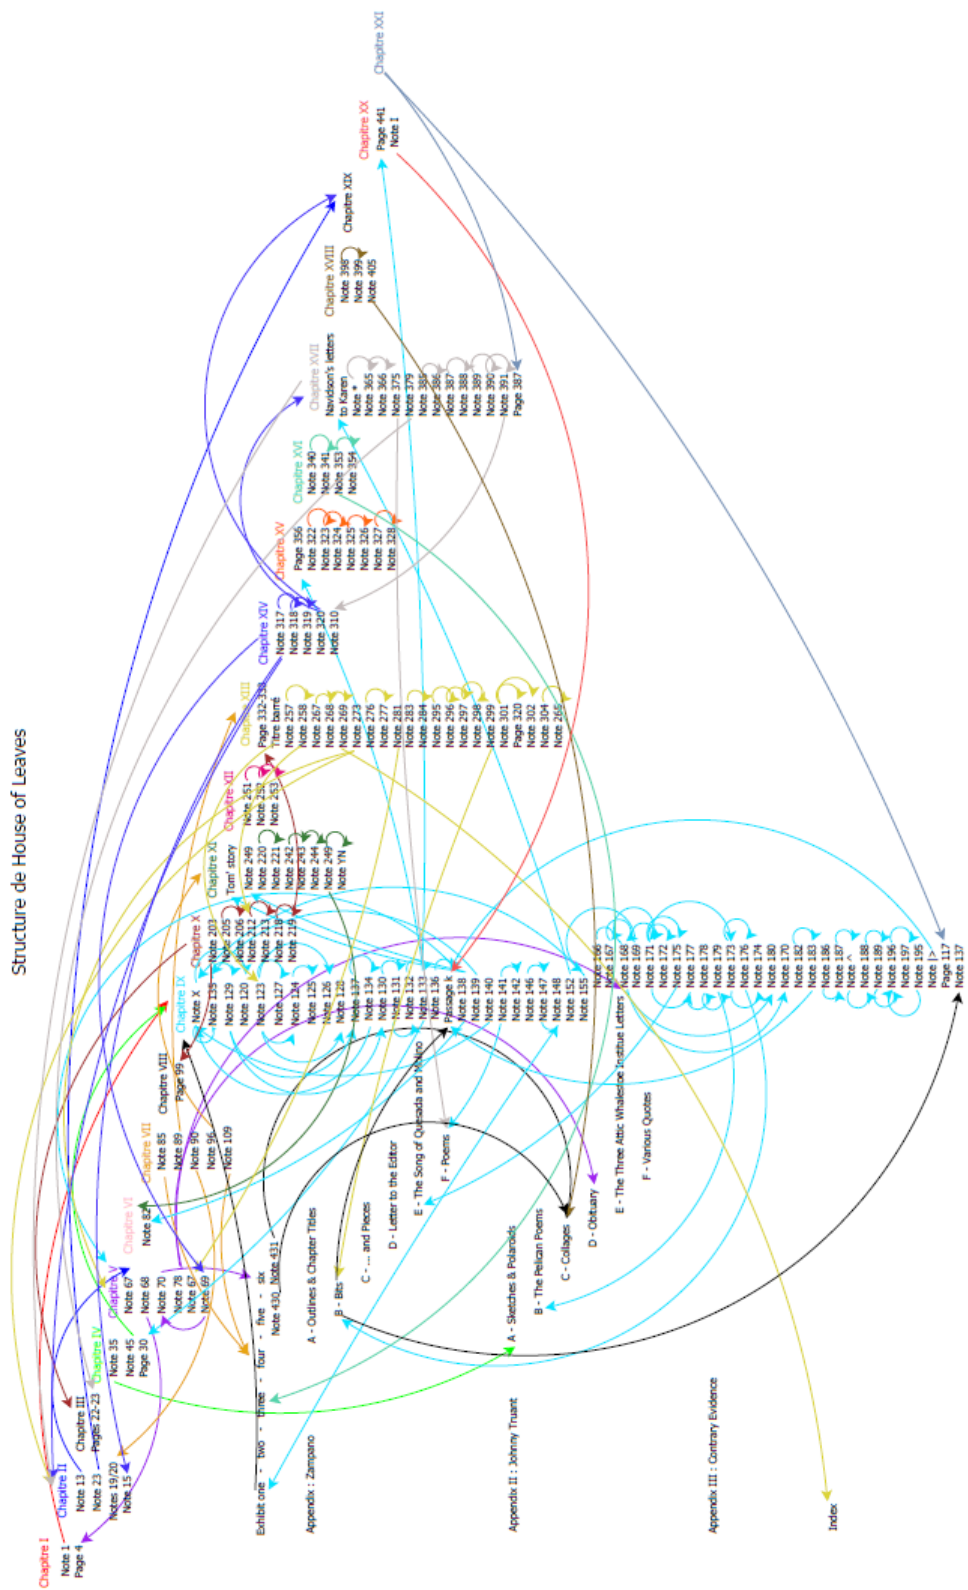 Structure de House of Leaves
Chapitre I
Note 1
Page 4
Chapitre II
Note 13
Note 23
Notes 19/20
Note 15
Chapitre III
Pages 22-23
Chapitre IV
Note 35
Note 45
Page 30
Chapitre V
Note 67
Note 68
Note 70
Note 78
Note 67
Note 69
Chapitre VI
Note 82
Chapitre VII
Note 85
Note 89
Note 90
Note 96
Note 109
Chapitre VIII
Page 99
Chapitre IX
Note X
Note 135
Note 129
Note 120
Note 123
Note 127
Note 124
Note 125
Note 126
Note 128
Note 137
Note 134
Note 130
Note 131
Note 132
Note 133
Note 136
Passage k
Note 138
Note 139
Note 140
Note 141
Note 142
Note 146
Note 147
Note 148
Note 152
Note 155
Note 166
Note 167
Note 168
Note 169
Note 171
Note 172
Note 175
Note 177
Note 178
Note 179
Note 173
Note 176
Note 174
Note 180
Note 170
Note 182
Note 183
Note 186
Note 187
Note ^
Note 188
Note 189
Note 196
Note 197
Note 195
Note |>
Page 117
Note 137
Chapitre X
Note 203
Note 205
Note 206
Note 212
Note 213
Note 218
Note 219
Chapitre XI
Tom' story
Note 249
Note 220
Note 221
Note 242
Note 243
Note 244
Note 249
Note YN
Chapitre XII
Note 251
Note 252
Note 253
Chapitre XIII
Page 332-338
Titre barré
Note 257
Note 258
Note 267
Note 268
Note 269
Note 273
Note 276
Note 277
Note 281
Note 283
Note 284
Note 295
Note 296
Note 297
Note 298
Note 299
Note 301
Page 320
Note 302
Note 304
Note 265
Chapitre XIV
Note 317
Note 318
Note 319
Note 320
Note 310
Chapitre XV
Page 356
Note 322
Note 323
Note 324
Note 325
Note 326
Note 327
Note 328
Chapitre XVI
Note 340
Note 341
Note 353
Note 354
Chapitre XVII
Navidson's letters
to Karen
Note *
Note 365
Note 366
Note 375
Note 379
Note 385
Note 386
Note 387
Note 388
Note 389
Note 390
Note 391
Page 387
Chapitre XVIII
Note 398
Note 399
Note 405
Chapitre XIX
Chapitre XX
Page 441
Note I
Chapitre XXI
Exhibit one - two - three - four - five - six
Note 430 Note 431
Appendix : Zampano
A - Outlines & Chapter Titles
B - Bits
C - ... and Pieces
D - Letter to the Editor
E - The Song of Quesada and Molino
F - Poems
Appendix II : Johnny Truant
A - Sketches & Polaroids
B - The Pelican Poems
C - Collages
D - Obituary
E - The Three Attic Whalestoe Institue Letters
F - Various Quotes
Appendix III : Contrary Evidence
Index